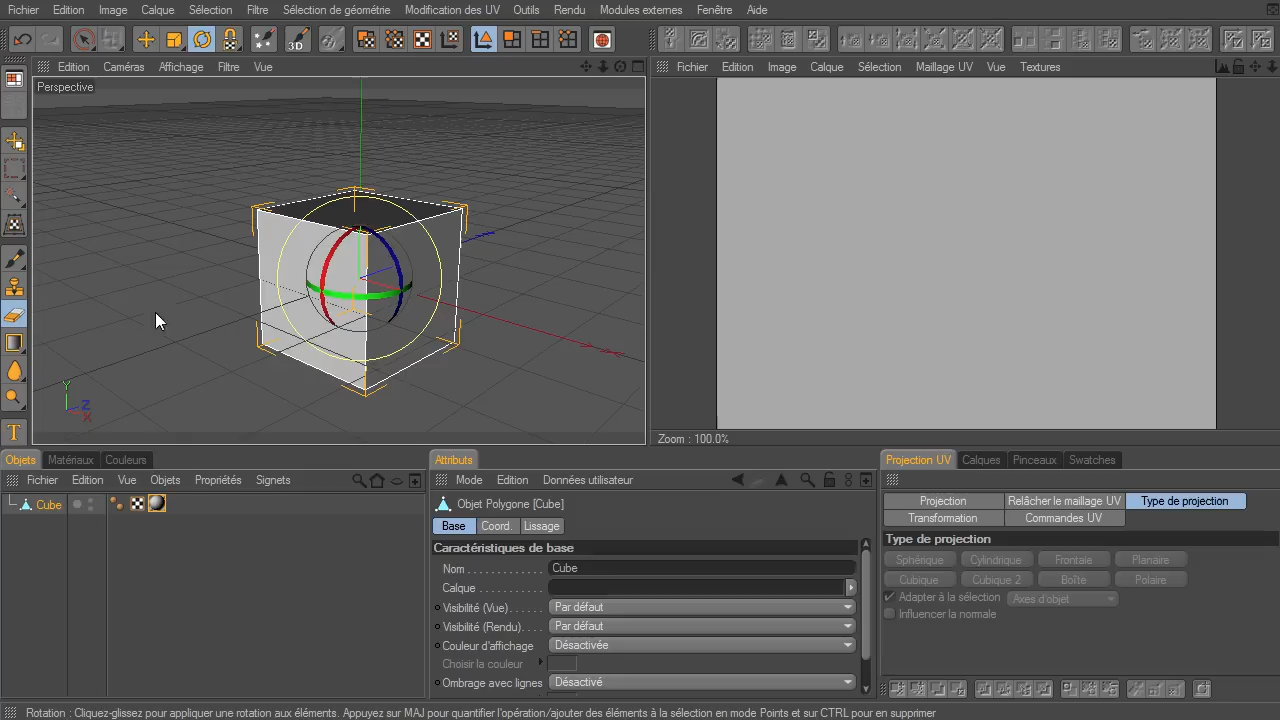 Fichier Edition Image Calque Sélection Filtre Sélection de géométrie Modification des UV Outils Rendu Modules externes Fenêtre Aide
3D
Edition Caméras Affichage Filtre Vue
Fichier Edition Image Calque Sélection Maillage UV Vue Textures
Perspective
Y
Z
X
T
Zoom : 100.0%
Objets Matériaux Couleurs
Attributs
Projection UV Calques Pinceaux Swatches
Fichier Edition Vue Objets Propriétés Signets
Mode Edition Données utilisateur
Cube
Objet Polygone [Cube]
Projection Relâcher le maillage UV Type de projection
Transformation Commandes UV
Base Coord. Lissage
Type de projection
Caractéristiques de base
Sphérique Cylindrique Frontale Planaire
Nom . . . . . . . . . . . . . Cube
Cubique Cubique 2 Boîte Polaire
Calque . . . . . . . . . . .
Adapter à la sélection Axes d'objet
Visibilité (Vue) . . . . . . Par défaut
Influencer la normale
Visibilité (Rendu). . . . Par défaut
Couleur d'affichage Désactivée
Choisir la couleur
Ombrage avec lignes Désactivé
Rotation : Cliquez-glissez pour appliquer une rotation aux éléments. Appuyez sur MAJ pour quantifier l'opération/ajouter des éléments à la sélection en mode Points et sur CTRL pour en supprimer